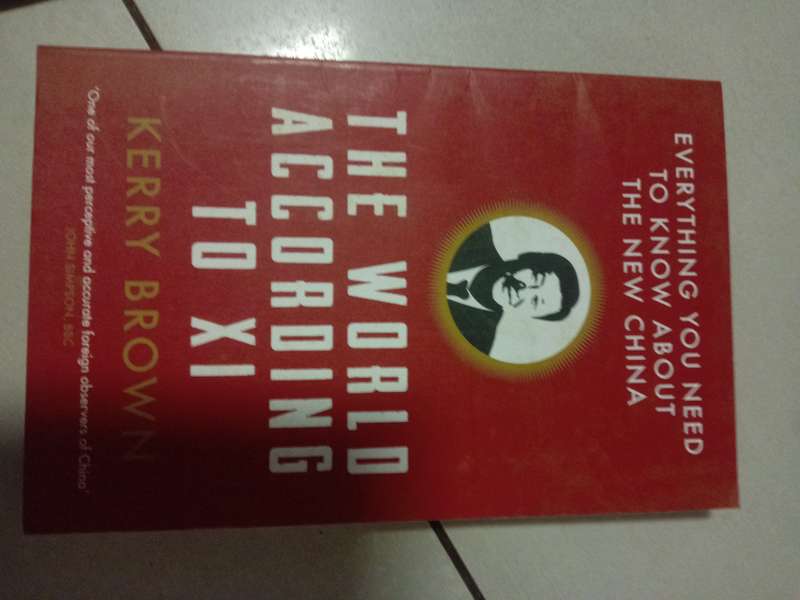 EVERYTHING YOU NEED
TO KNOW ABOUT
THE NEW CHINA
THE WORLD
ACCORDING
TO XI
KERRY BROWN
'One of our most perceptive and accurate foreign observers of China'
JOHN SIMPSON, BBC